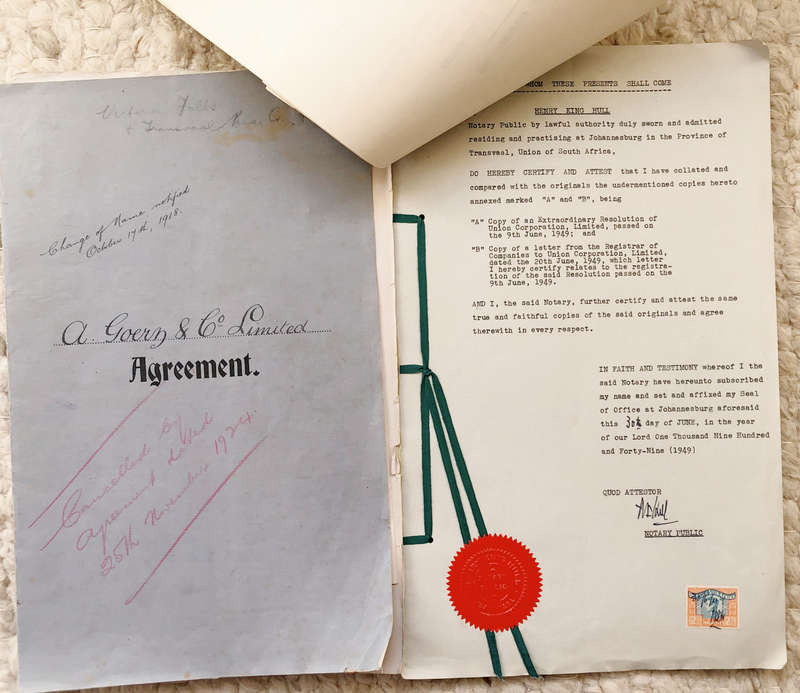 Victoria Falls
& Transvaal Power Co.
Change of Name notified
October 17th, 1918.
A. Goerz & Co Limited
Agreement.
Cancelled by
agreement dated
25th November 1924.
WHOM THESE PRESENTS SHALL COME
HENRY KING HULL
Notary Public by lawful authority duly sworn and admitted
residing and practising at Johannesburg in the Province of
Transvaal, Union of South Africa,
DO HEREBY CERTIFY AND ATTEST that I have collated and
compared with the originals the undermentioned copies hereto
annexed marked "A" and "B", being
"A" Copy of an Extraordinary Resolution of
Union Corporation, Limited, passed on
the 9th June, 1949; and
"B" Copy of a letter from the Registrar of
Companies to Union Corporation, Limited,
dated the 20th June, 1949, which letter
I hereby certify relates to the registra-
tion of the said Resolution passed on the
9th June, 1949.
AND I, the said Notary, further certify and attest the same
true and faithful copies of the said originals and agree
therewith in every respect.
IN FAITH AND TESTIMONY whereof I the
said Notary have hereunto subscribed
my name and set and affixed my Seal
of Office at Johannesburg aforesaid
this 30th day of JUNE, in the year
of our Lord One Thousand Nine Hundred
and Forty-Nine (1949)
QUOD ATTESTOR
NOTARY PUBLIC